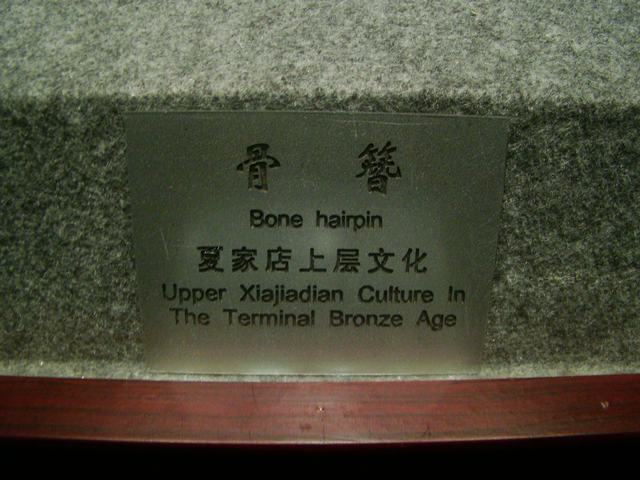 骨 簪
Bone hairpin
夏家店上层文化
Upper Xiajiadian Culture In
The Terminal Bronze Age